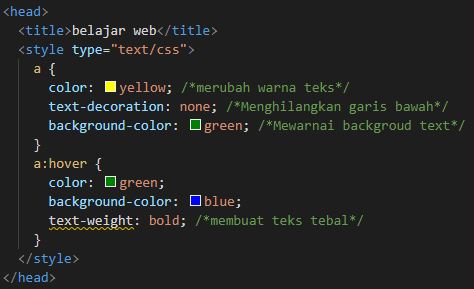 <head>
<title>belajar web</title>
<style type="text/css">
a {
color: yellow; /*merubah warna teks*/
text-decoration: none; /*Menghilangkan garis bawah*/
background-color: green; /*Mewarnai backgroud text*/
}
a:hover {
color: green;
background-color: blue;
text-weight: bold; /*membuat teks tebal*/
}
</style>
</head>